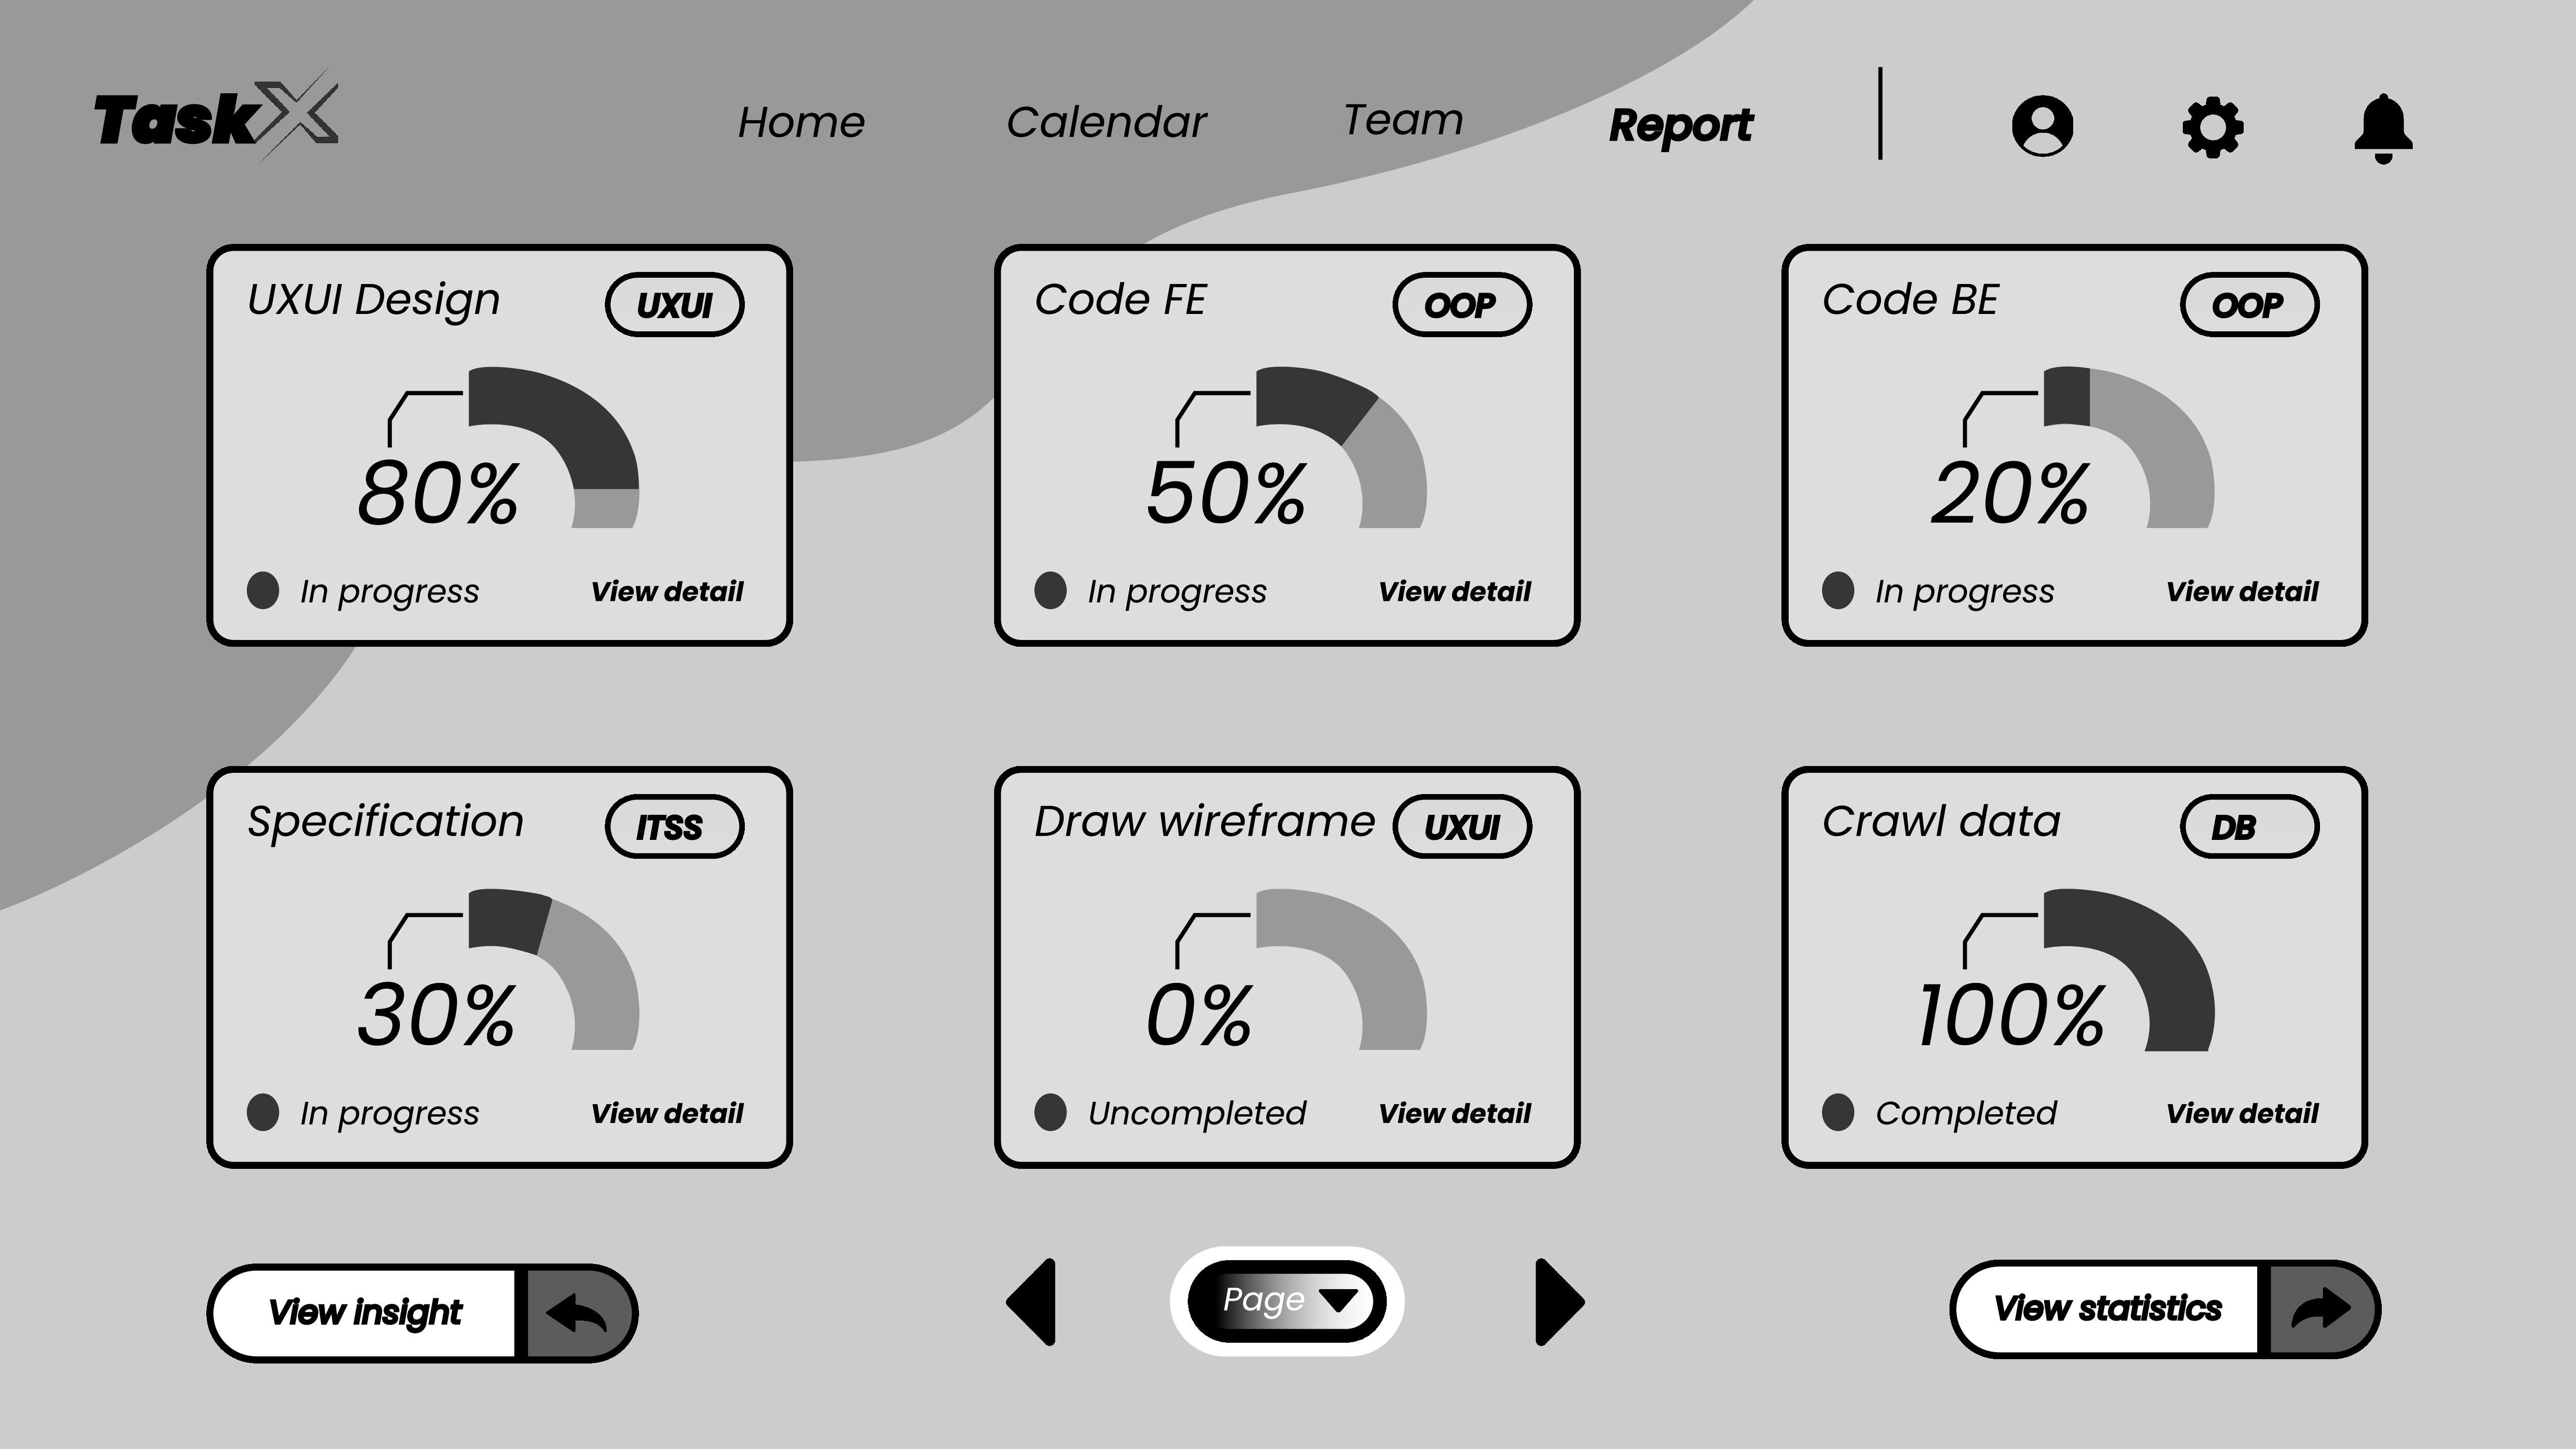 TaskX
Home Calendar Team Report
UXUI Design UXUI
80%
In progress View detail
Code FE OOP
50%
In progress View detail
Code BE OOP
20%
In progress View detail
Specification ITSS
30%
In progress View detail
Draw wireframe UXUI
0%
Uncompleted View detail
Crawl data DB
100%
Completed View detail
View insight
Page
View statistics